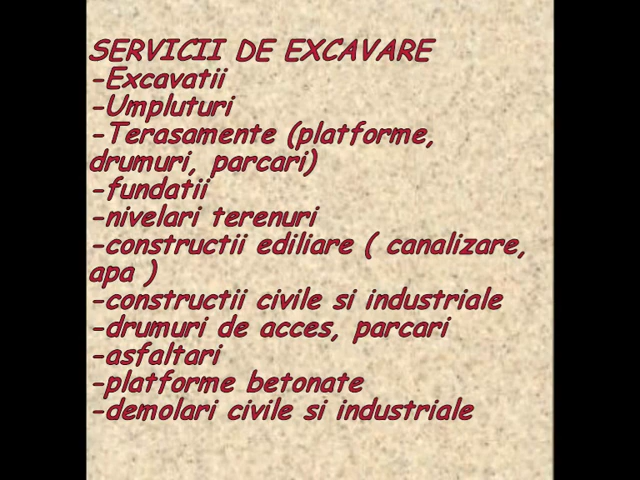 SERVICII DE EXCAVARE
-Excavatii
-Umpluturi
-Terasamente (platforme,
drumuri, parcari)
-fundatii
-nivelari terenuri
-constructii ediliare ( canalizare,
apa )
-constructii civile si industriale
-drumuri de acces, parcari
-asfaltari
-platforme betonate
-demolari civile si industriale